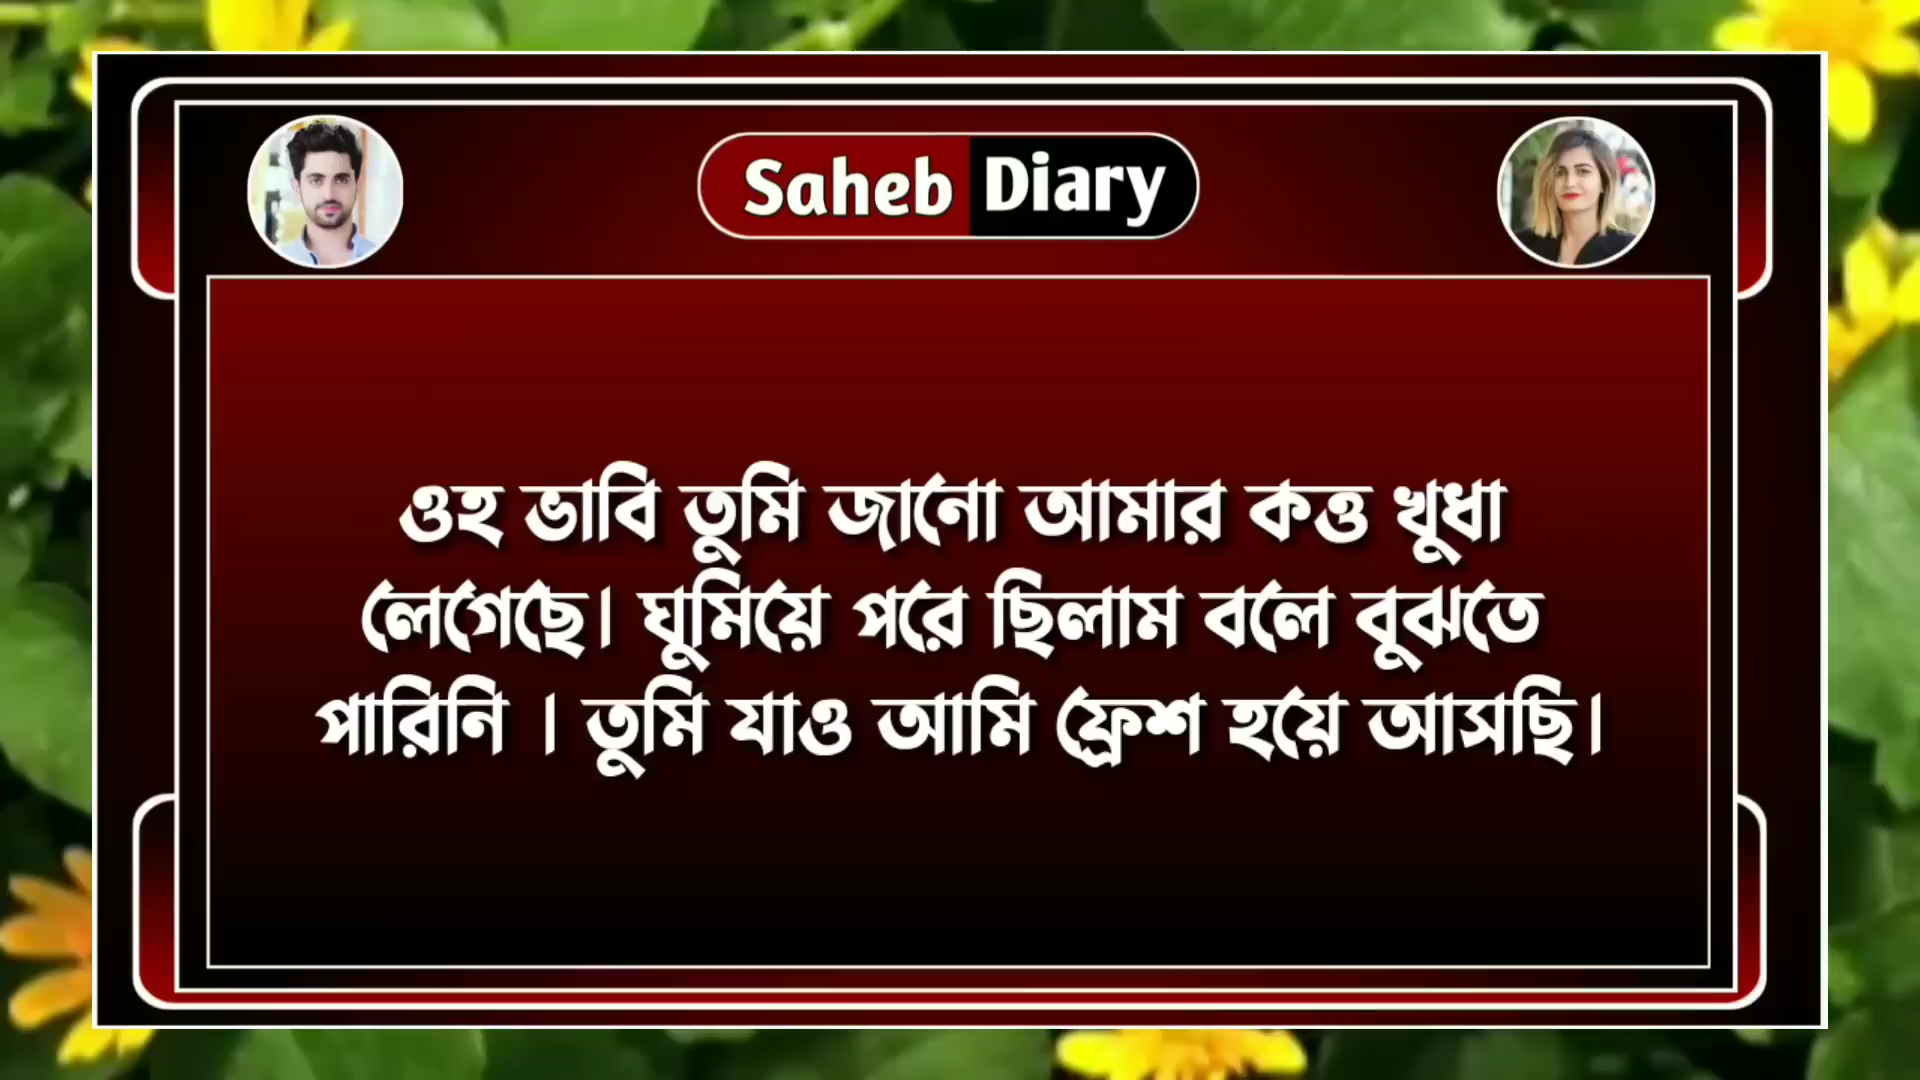 Saheb Diary
ওহ ভাবি তুমি জানো আমার কত্ত খুধা
লেগেছে। ঘুমিয়ে পরে ছিলাম বলে বুঝতে
পারিনি । তুমি যাও আমি ফ্রেশ হয়ে আসছি।